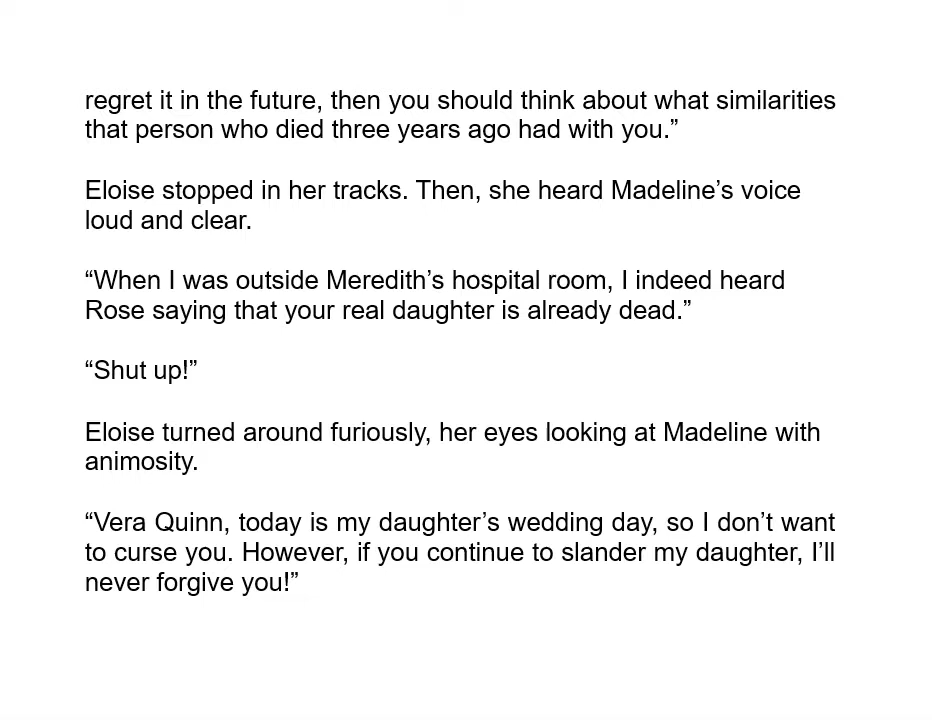 regret it in the future, then you should think about what similarities
that person who died three years ago had with you.”
Eloise stopped in her tracks. Then, she heard Madeline’s voice
loud and clear.
“When I was outside Meredith’s hospital room, I indeed heard
Rose saying that your real daughter is already dead.”
“Shut up!”
Eloise turned around furiously, her eyes looking at Madeline with
animosity.
“Vera Quinn, today is my daughter’s wedding day, so I don’t want
to curse you. However, if you continue to slander my daughter, I’ll
never forgive you!”